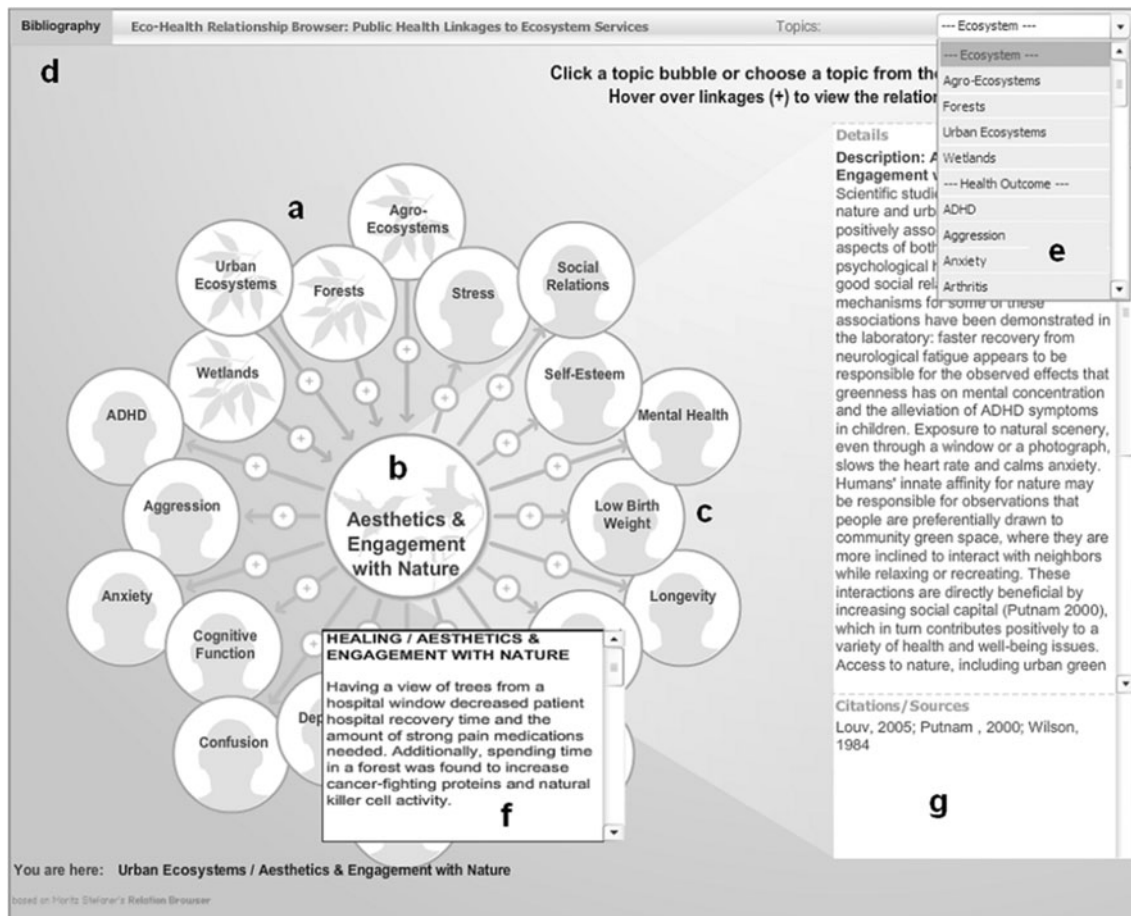 Bibliography
Eco-Health Relationship Browser: Public Health Linkages to Ecosystem Services
Topics:
--- Ecosystem ---
d
Click a topic bubble or choose a topic from the
Hover over linkages (+) to view the relation
--- Ecosystem ---
Agro-Ecosystems
Forests
Urban Ecosystems
Wetlands
--- Health Outcome ---
ADHD
Aggression
Anxiety
Arthritis
e
a
Agro-
Ecosystems
Urban
Ecosystems
Forests
Stress
Social
Relations
Wetlands
Self-Esteem
ADHD
Mental Health
b
Aesthetics &
Engagement
with Nature
Aggression
Low Birth
Weight
c
Anxiety
Longevity
Cognitive
Function
Confusion
Dep
HEALING / AESTHETICS &
ENGAGEMENT WITH NATURE
Having a view of trees from a
hospital window decreased patient
hospital recovery time and the
amount of strong pain medications
needed. Additionally, spending time
in a forest was found to increase
cancer-fighting proteins and natural
killer cell activity.
f
Details
Description: A
Engagement v
Scientific studie
nature and urb
positively asso
aspects of both
psychological h
good social rela
mechanisms for some of these
associations have been demonstrated in
the laboratory: faster recovery from
neurological fatigue appears to be
responsible for the observed effects that
greenness has on mental concentration
and the alleviation of ADHD symptoms
in children. Exposure to natural scenery,
even through a window or a photograph,
slows the heart rate and calms anxiety.
Humans' innate affinity for nature may
be responsible for observations that
people are preferentially drawn to
community green space, where they are
more inclined to interact with neighbors
while relaxing or recreating. These
interactions are directly beneficial by
increasing social capital (Putnam 2000),
which in turn contributes positively to a
variety of health and well-being issues.
Access to nature, including urban green
Citations/Sources
Louv, 2005; Putnam , 2000; Wilson,
1984
g
You are here: Urban Ecosystems / Aesthetics & Engagement with Nature
based on Moritz Stefaner's Relation Browser